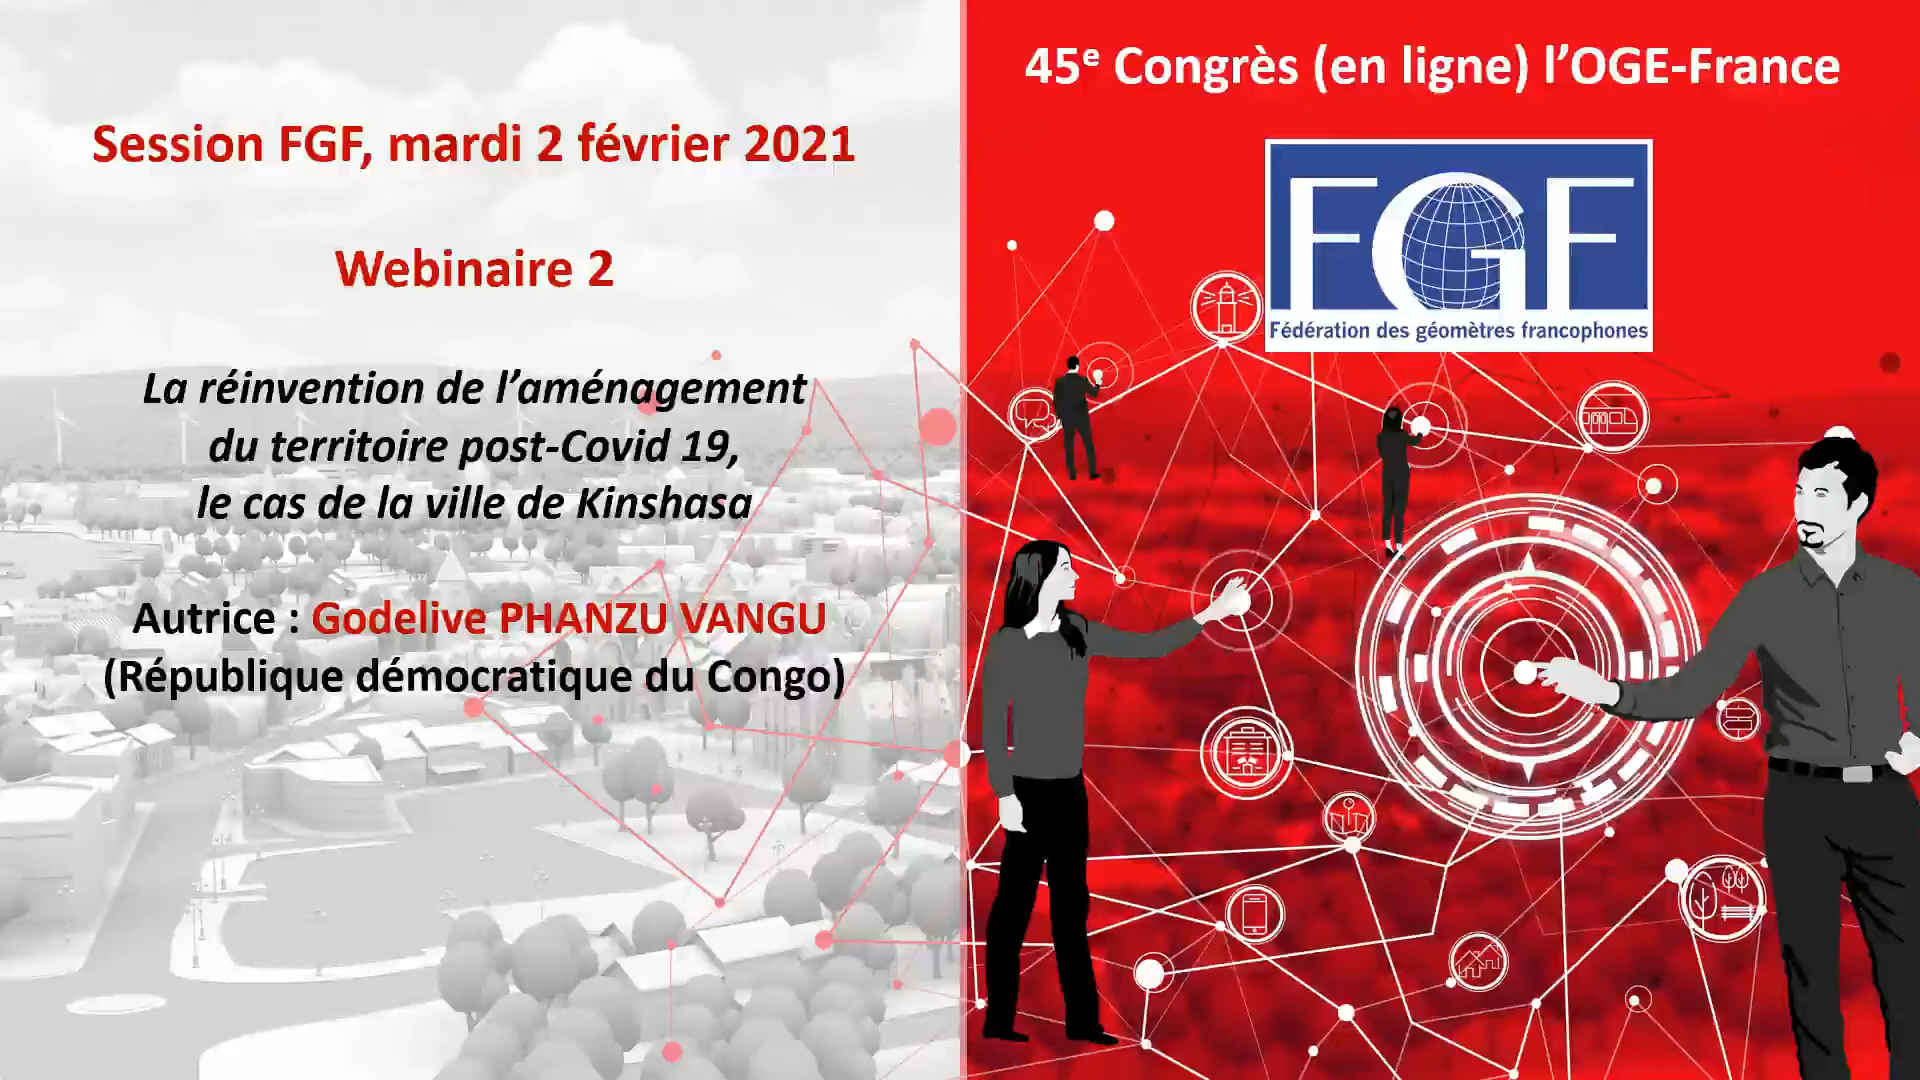 Session FGF, mardi 2 février 2021
Webinaire 2
La réinvention de l’aménagement
du territoire post-Covid 19,
le cas de la ville de Kinshasa
Autrice : Godelive PHANZU VANGU
(République démocratique du Congo)
45e Congrès (en ligne) l’OGE-France
FGF
Fédération des géomètres francophones